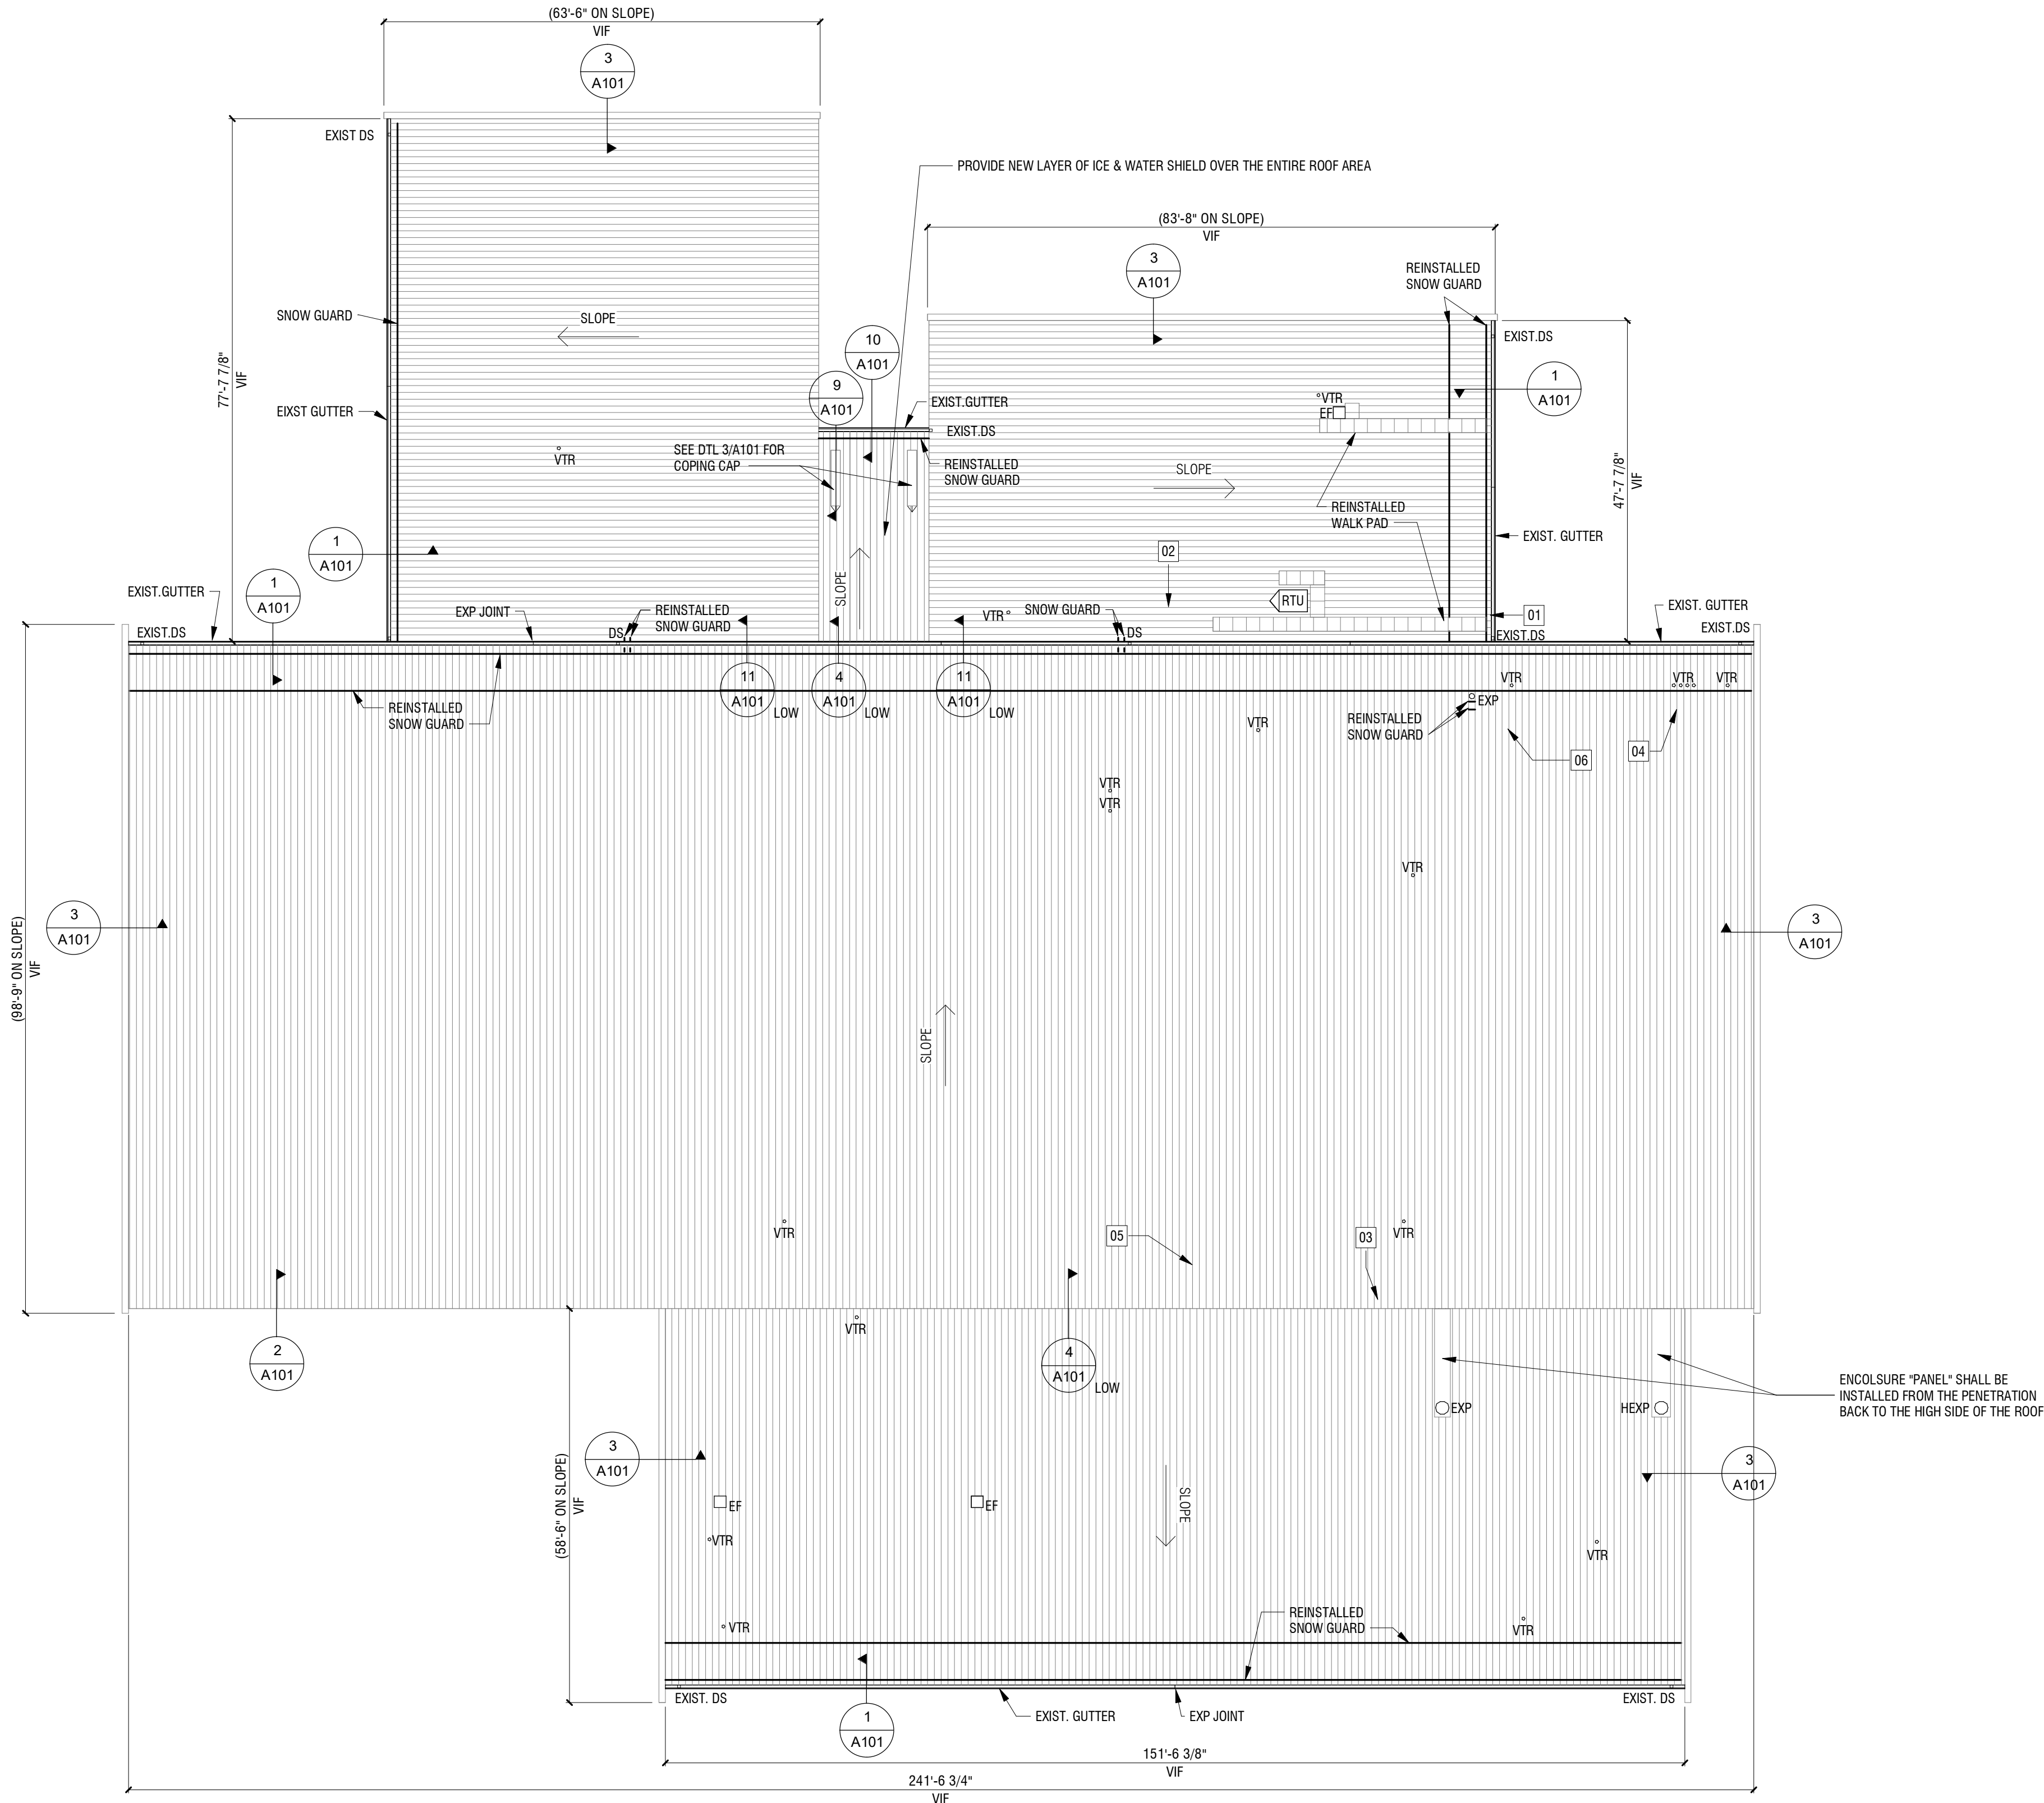 (63'-6" ON SLOPE)
VIF
3
A101
EXIST DS
PROVIDE NEW LAYER OF ICE & WATER SHIELD OVER THE ENTIRE ROOF AREA
(83'-8" ON SLOPE)
VIF
3
A101
REINSTALLED
SNOW GUARD
SNOW GUARD
SLOPE
10
A101
EXIST.DS
77'-7 7/8"
VIF
9
A101
1
A101
EIXST GUTTER
EXIST.GUTTER
VTR
EF
EXIST.DS
SEE DTL 3/A101 FOR
COPING CAP
VTR
REINSTALLED
SNOW GUARD
SLOPE
47'-7 7/8"
VIF
REINSTALLED
WALK PAD
EXIST. GUTTER
1
A101
02
1
A101
EXIST.GUTTER
SLOPE
RTU
EXP JOINT
REINSTALLED
SNOW GUARD
SNOW GUARD
VTR
01
EXIST. GUTTER
EXIST.DS
DS
DS
EXIST.DS
EXIST.DS
11
A101
LOW
4
A101
LOW
11
A101
LOW
VTR
VTR
VTR
REINSTALLED
SNOW GUARD
EXP
REINSTALLED
SNOW GUARD
VTR
06
04
VTR
VTR
VTR
3
A101
3
A101
(98'-9" ON SLOPE)
VIF
SLOPE
VTR
05
03
VTR
VTR
2
A101
4
A101
LOW
ENCOLSURE "PANEL" SHALL BE
INSTALLED FROM THE PENETRATION
BACK TO THE HIGH SIDE OF THE ROOF
EXP
HEXP
3
A101
3
A101
(58'-6" ON SLOPE)
VIF
EF
EF
SLOPE
VTR
VTR
VTR
REINSTALLED
SNOW GUARD
VTR
EXIST. DS
EXIST. DS
1
A101
EXIST. GUTTER
EXP JOINT
151'-6 3/8"
VIF
241'-6 3/4"
VIF